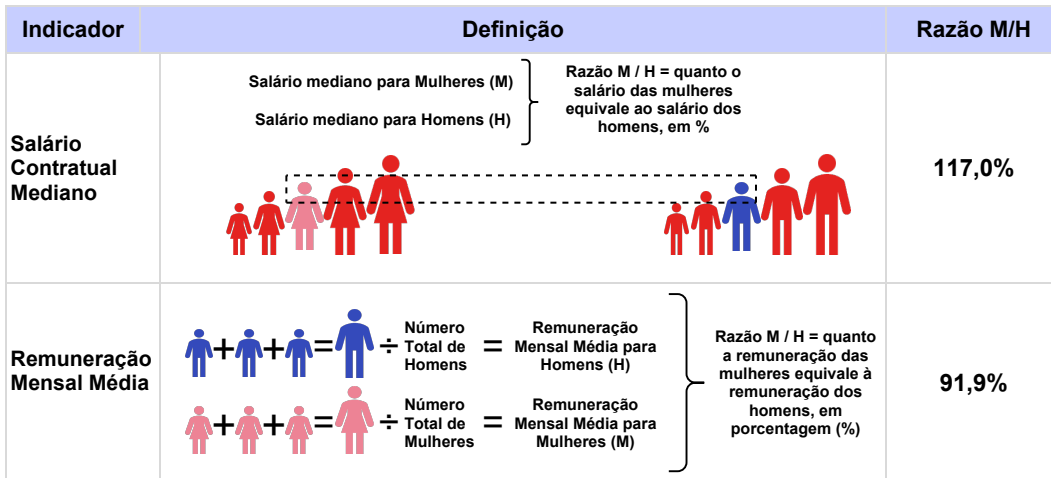 Indicador
Definição
Razão M/H
Salário
Contratual
Mediano
Salário mediano para Mulheres (M)
Salário mediano para Homens (H)
Razão M / H = quanto o
salário das mulheres
equivale ao salário dos
homens, em %
117,0%
Remuneração
Mensal Média
+ + = ÷
Número
Total de
Homens
=
Remuneração
Mensal Média para
Homens (H)
+ + = ÷
Número
Total de
Mulheres
=
Remuneração
Mensal Média para
Mulheres (M)
Razão M / H = quanto
a remuneração das
mulheres equivale à
remuneração dos
homens, em
porcentagem (%)
91,9%